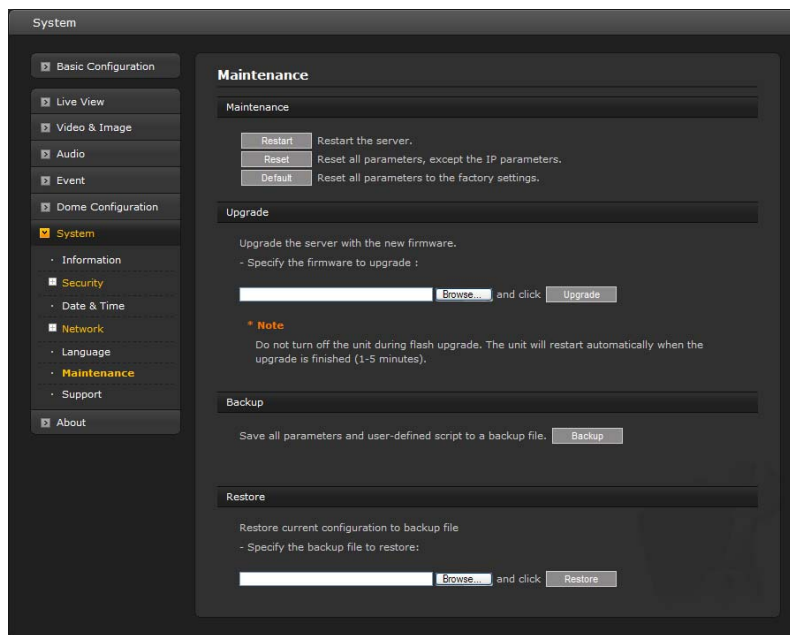 System
Basic Configuration
Live View
Video & Image
Audio
Event
Dome Configuration
System
· Information
Security
· Date & Time
Network
· Language
· Maintenance
· Support
About
Maintenance
Maintenance
Restart Restart the server.
Reset Reset all parameters, except the IP parameters.
Default Reset all parameters to the factory settings.
Upgrade
Upgrade the server with the new firmware.
- Specify the firmware to upgrade :
Browse... and click Upgrade
* Note
Do not turn off the unit during flash upgrade. The unit will restart automatically when the
upgrade is finished (1-5 minutes).
Backup
Save all parameters and user-defined script to a backup file. Backup
Restore
Restore current configuration to backup file
- Specify the backup file to restore:
Browse... and click Restore